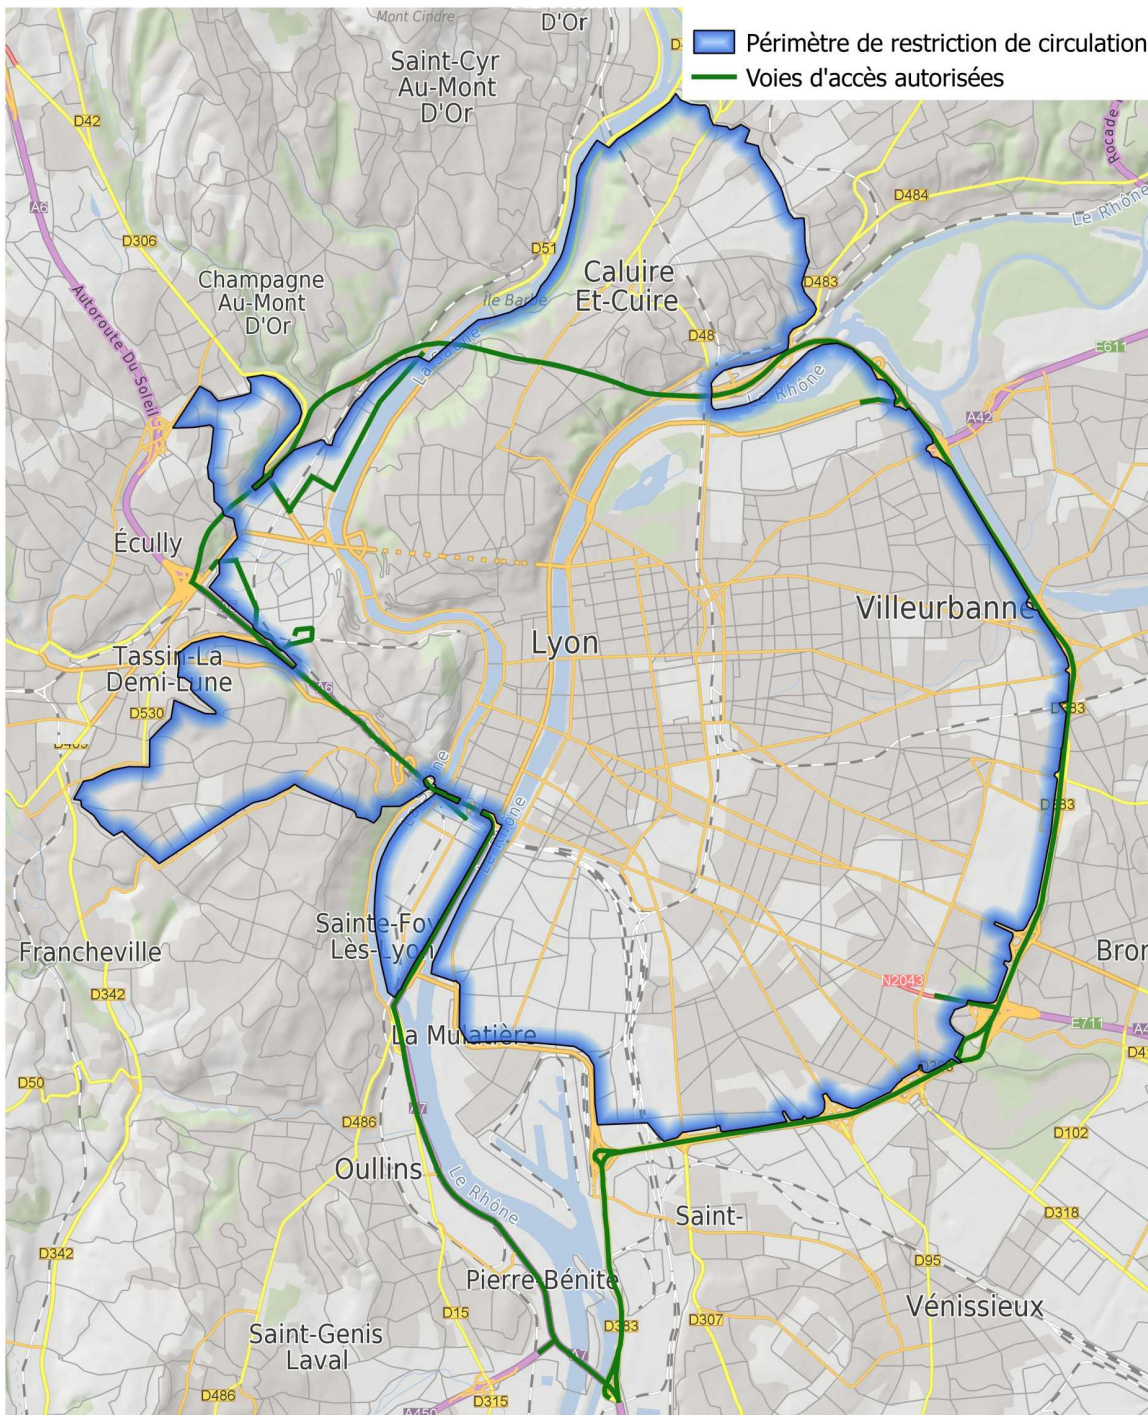 Mont Cindre
D'Or
Périmètre de restriction de circulation
Voies d'accès autorisées
Saint-Cyr
Au-Mont
D'Or
D42
Rocade
A6
D484
Le Rhône
D306
D51
Caluire
Et-Cuire
Champagne
Au-Mont
D'Or
D483
Île Barbe
Autoroute Du Soleil
D48
La Saône
E611
Le Rhône
A42
Écully
Villeurbanne
Lyon
Tassin-La
Demi-Lune
A6
D530
D383
D383
Le Rhône
Sainte-Foy
Lès-Lyon
Francheville
Bron
N2043
D342
La Mulatière
E711
D50
A7
D486
D102
Oullins
Le Rhône
Saint-
D318
D342
D95
Pierre-Bénite
D15
D383
D307
Vénissieux
Saint-Genis
Laval
A7
D486
D315
A450